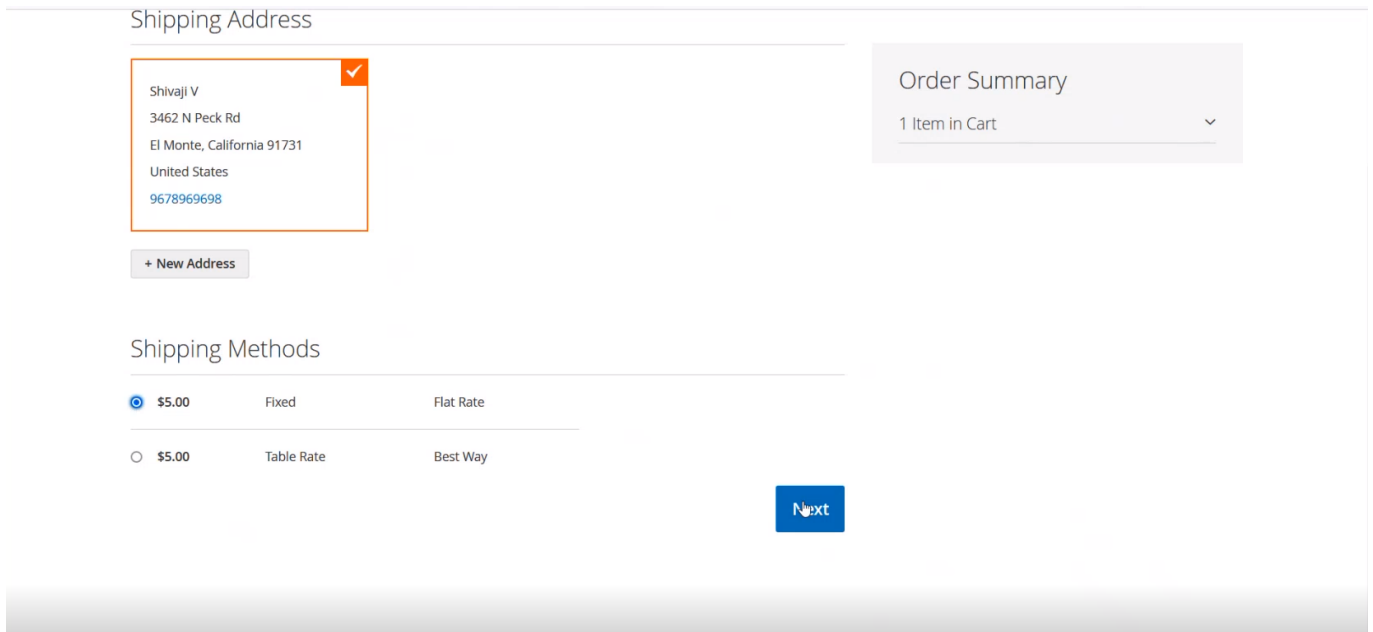 Shipping Address
Shivaji V
3462 N Peck Rd
El Monte, California 91731
United States
9678969698
+ New Address
Order Summary
1 Item in Cart
Shipping Methods
$5.00 Fixed Flat Rate
$5.00 Table Rate Best Way
Next